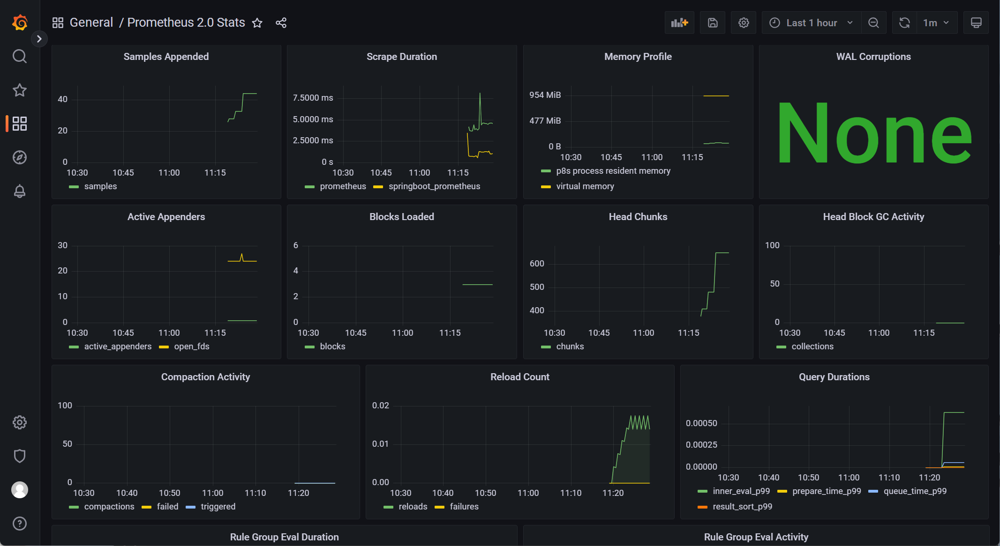 General / Prometheus 2.0 Stats
Last 1 hour
1m
Samples Appended
40
20
0
10:30 10:45 11:00 11:15
samples
Scrape Duration
7.5000 ms
5.0000 ms
2.5000 ms
0 s
10:30 10:45 11:00 11:15
prometheus springboot_prometheus
Memory Profile
954 MiB
477 MiB
0 B
10:30 10:45 11:00 11:15
p8s process resident memory
virtual memory
WAL Corruptions
None
Active Appenders
30
20
10
0
10:30 10:45 11:00 11:15
active_appenders open_fds
Blocks Loaded
6
4
2
0
10:30 10:45 11:00 11:15
blocks
Head Chunks
600
500
400
10:30 10:45 11:00 11:15
chunks
Head Block GC Activity
100
50
0
10:30 10:45 11:00 11:15
collections
Compaction Activity
100
50
0
10:30 10:40 10:50 11:00 11:10 11:20
compactions failed triggered
Reload Count
0.02
0.01
0.00
10:30 10:40 10:50 11:00 11:10 11:20
reloads failures
Query Durations
0.00050
0.00025
0.00000
10:30 10:40 10:50 11:00 11:10 11:20
inner_eval_p99 prepare_time_p99 queue_time_p99
result_sort_p99
Rule Group Eval Duration
Rule Group Eval Activity